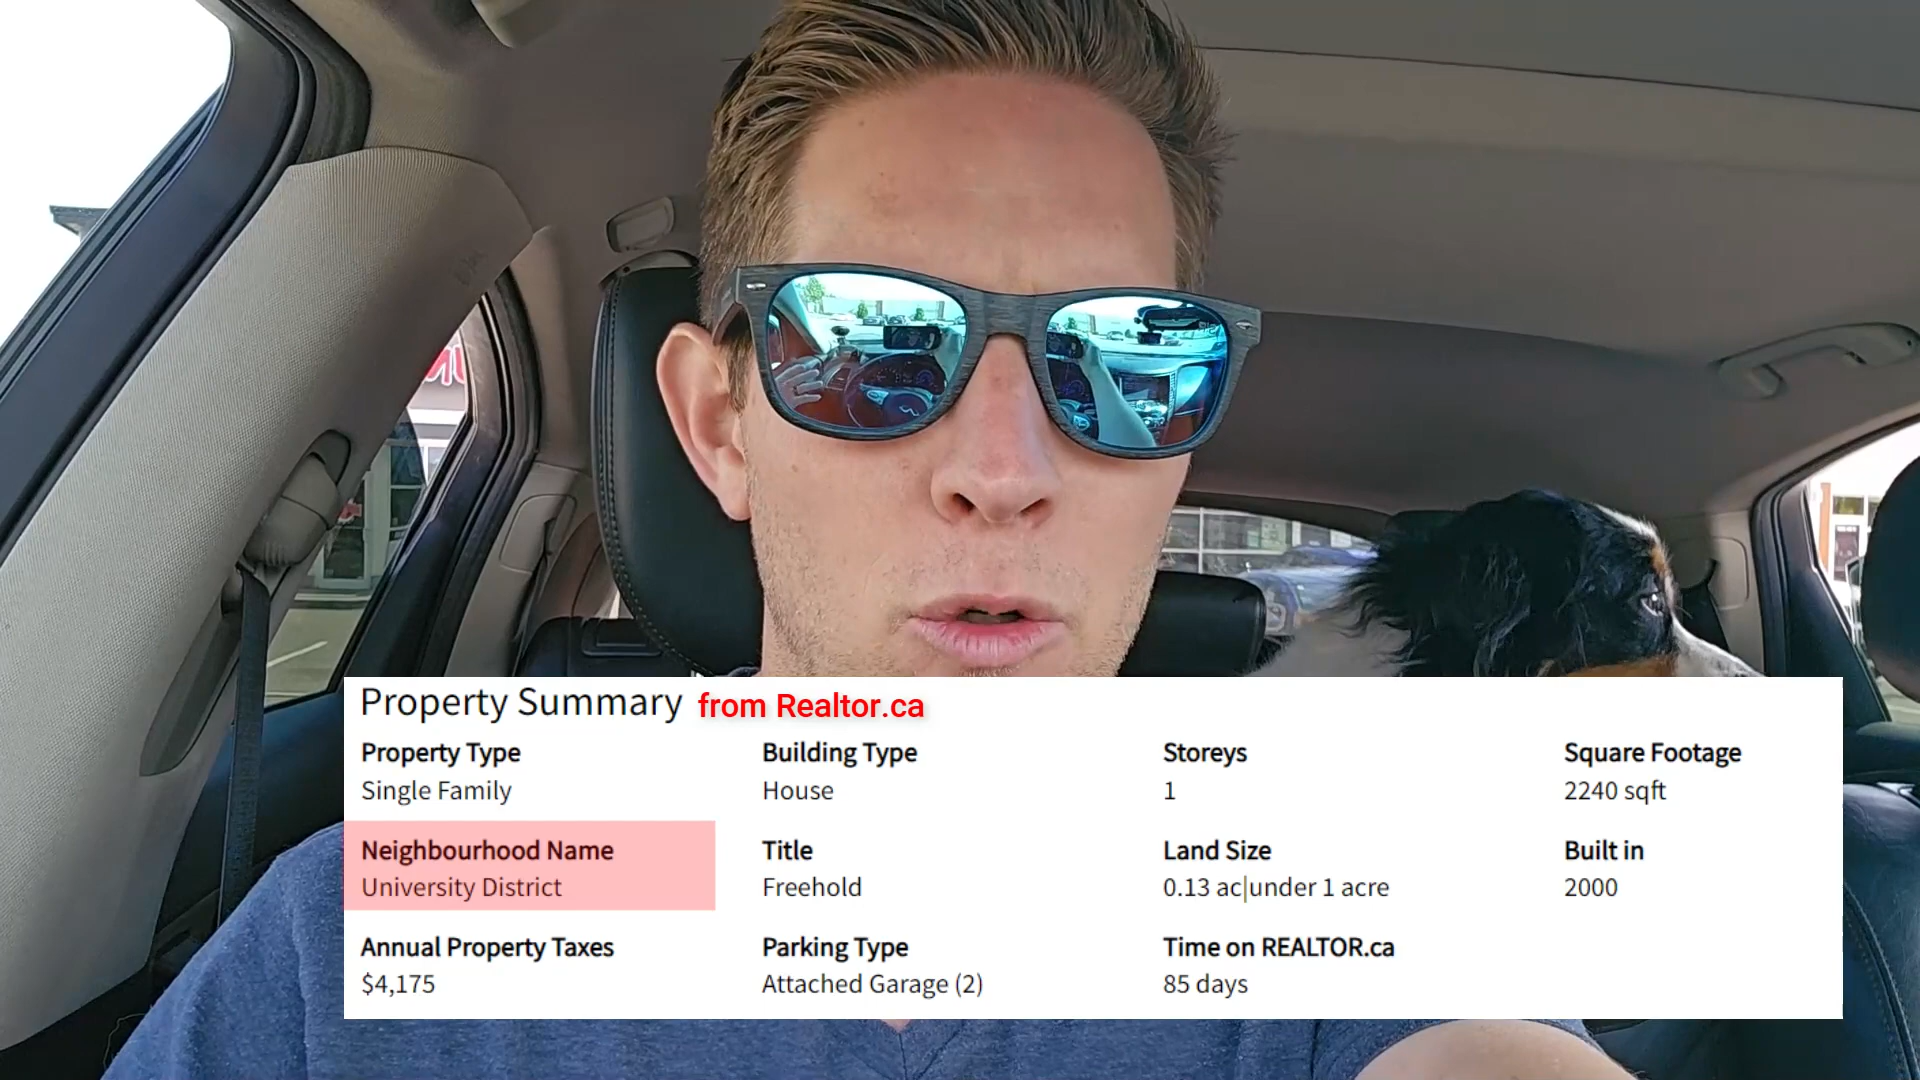 Property Summary from Realtor.ca
Property Type Building Type Storeys Square Footage
Single Family House 1 2240 sqft
Neighbourhood Name Title Land Size Built in
University District Freehold 0.13 ac|under 1 acre 2000
Annual Property Taxes Parking Type Time on REALTOR.ca
$4,175 Attached Garage (2) 85 days